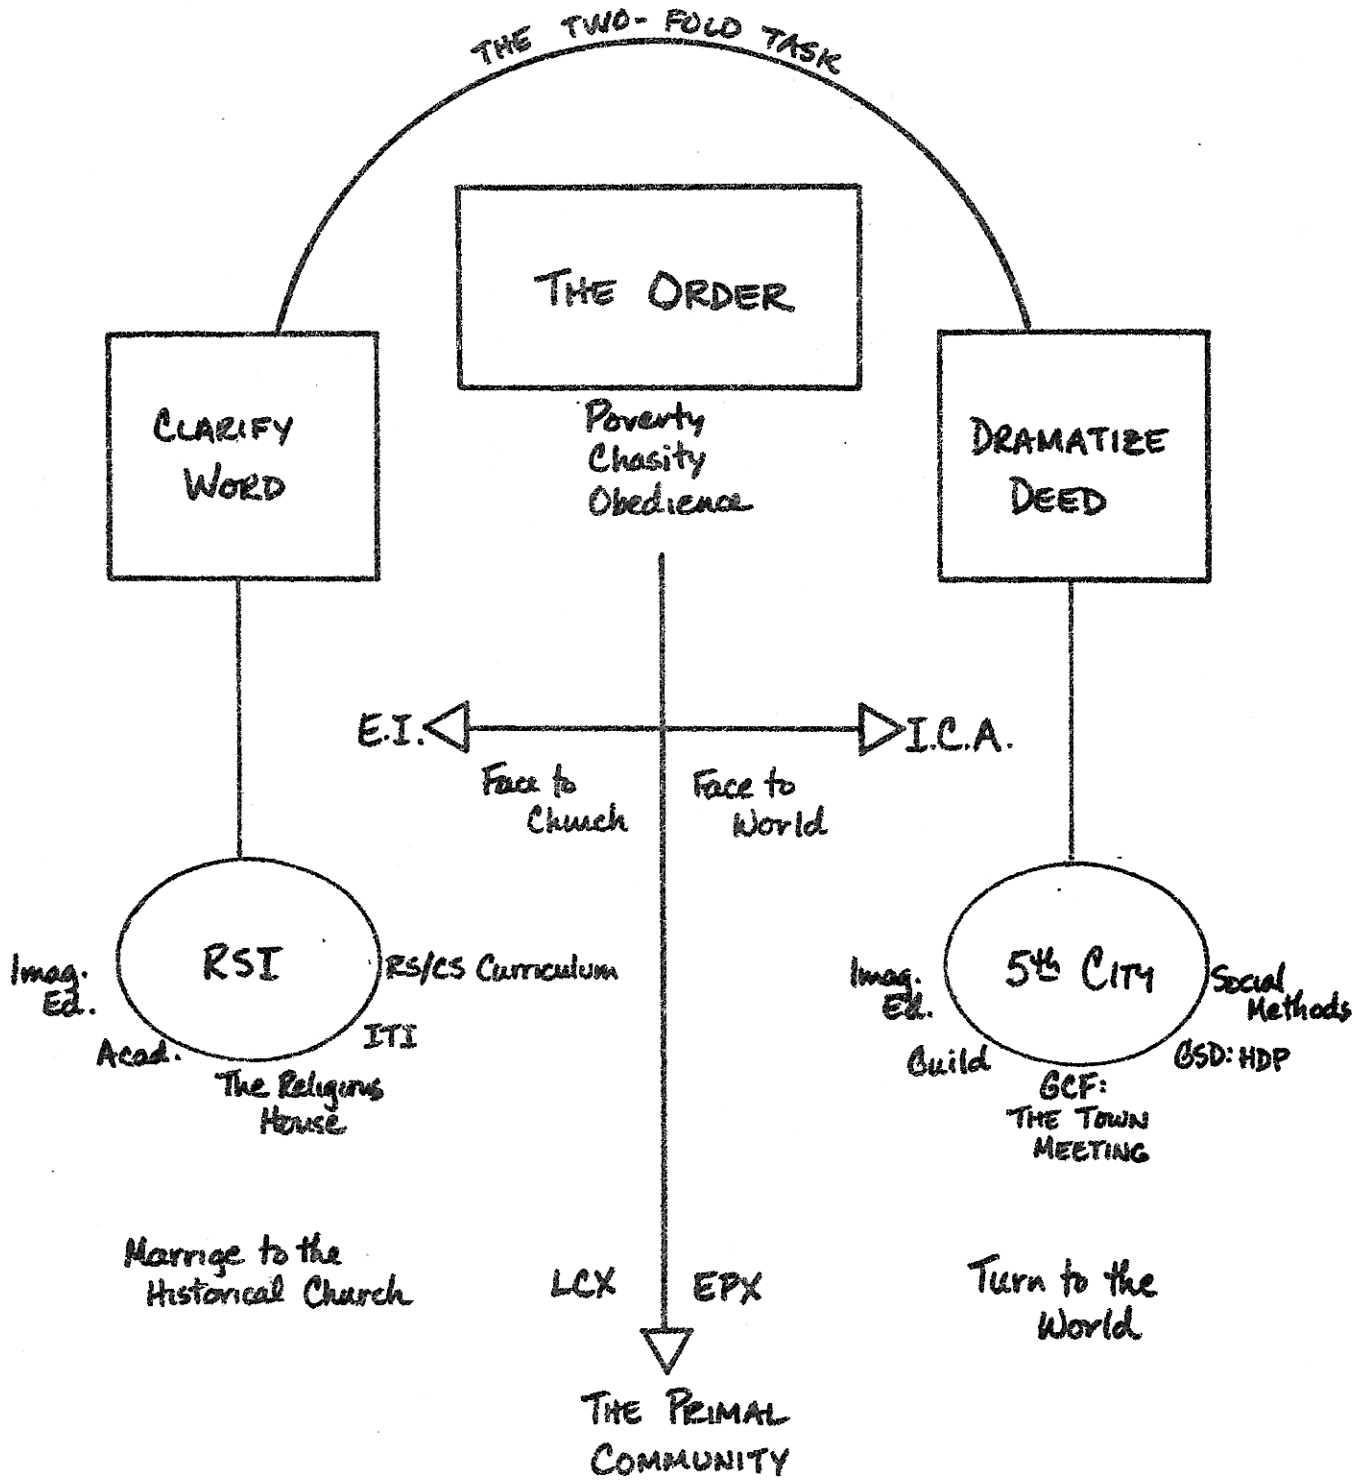 THE TWO-FOLD TASK
THE ORDER
CLARIFY
WORD
Poverty
Chasity
Obedience
DRAMATIZE
DEED
E.I.
I.C.A.
Face to
Church
Face to
World
RSI
Imag.
Ed.
Acad.
The Religious
House
ITI
RS/CS Curriculum
5th CITY
Imag.
Ed.
Guild
GCF:
THE TOWN
MEETING
GSD: HDP
Social
Methods
Marrige to the
Historical Church
LCX
EPX
Turn to the
World
THE PRIMAL
COMMUNITY